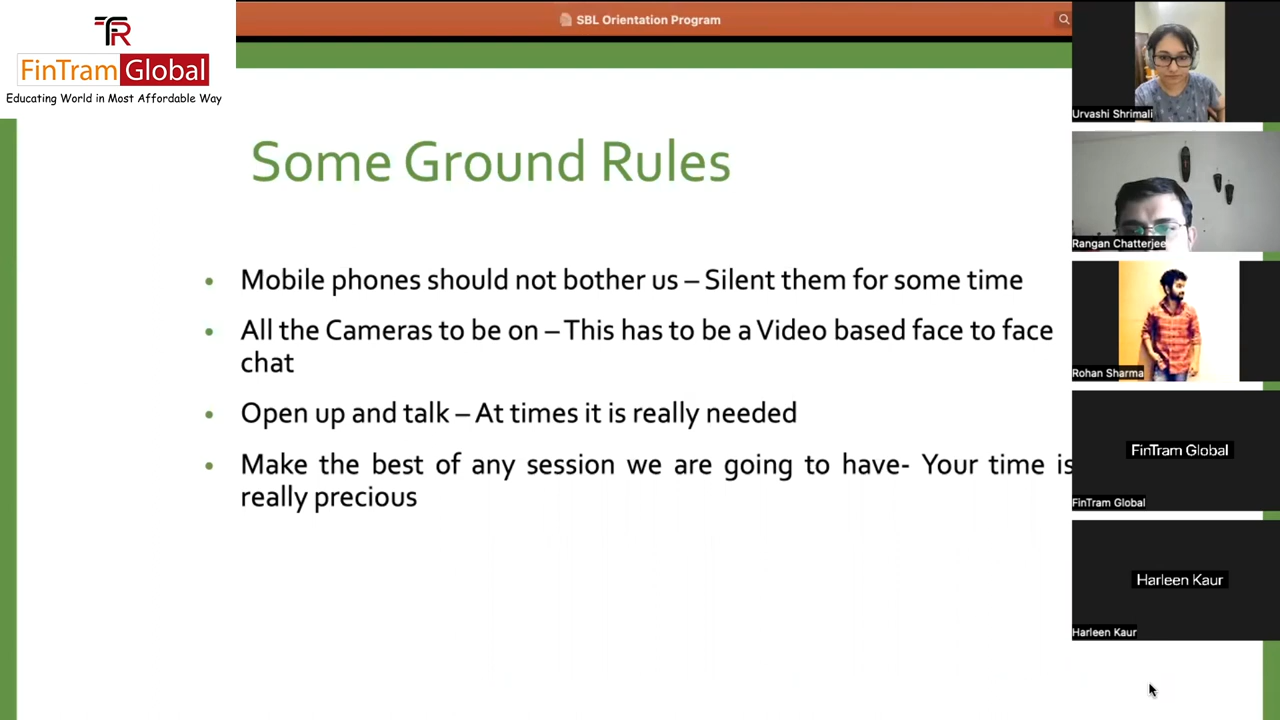 TR
FinTram Global
Educating World in Most Affordable Way
SBL Orientation Program
Some Ground Rules
• Mobile phones should not bother us – Silent them for some time
• All the Cameras to be on – This has to be a Video based face to face
chat
• Open up and talk – At times it is really needed
• Make the best of any session we are going to have- Your time is
really precious
Urvashi Shrimali
Rangan Chatterjee
Rohan Sharma
FinTram Global
FinTram Global
Harleen Kaur
Harleen Kaur